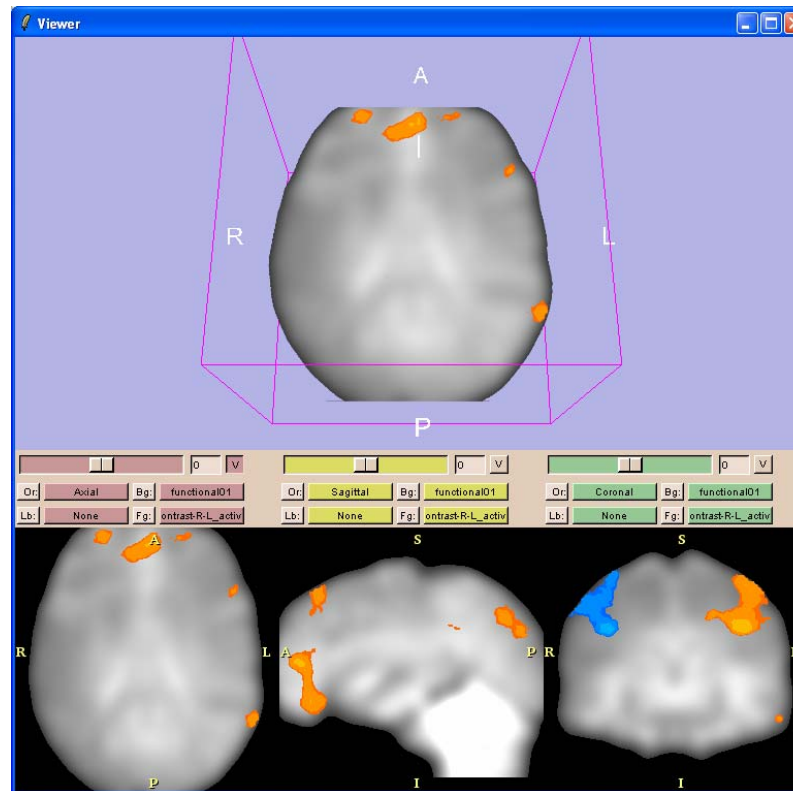 Viewer
A
R L
P
0 V 0 V 0 V
Or: Axial Bg: functional01 Or: Sagittal Bg: functional01 Or: Coronal Bg: functional01
Lb: None Fg: ontrast-R-L_activ Lb: None Fg: ontrast-R-L_activ Lb: None Fg: ontrast-R-L_activ
A S S
R L A P R
P I I